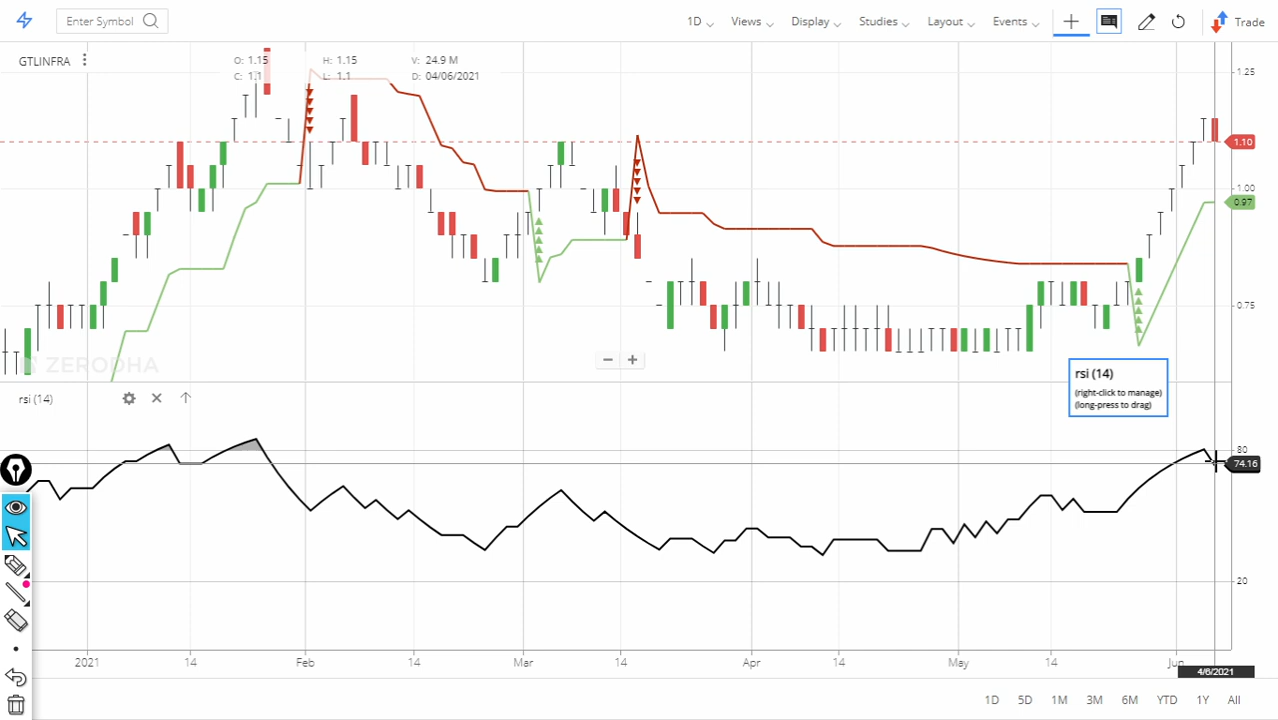 Enter Symbol
1D Views Display Studies Layout Events Trade
GTLINFRA
O: 1.15 H: 1.15 V: 24.9 M
C: 1.1 L: 1.1 D: 04/06/2021
1.25
1.10
1.00
0.97
0.75
ZERODHA
rsi (14)
(right-click to manage)
(long-press to drag)
rsi (14)
80
74.16
20
2021 14 Feb 14 Mar 14 Apr 14 May 14 Jun
4/6/2021
1D 5D 1M 3M 6M YTD 1Y All